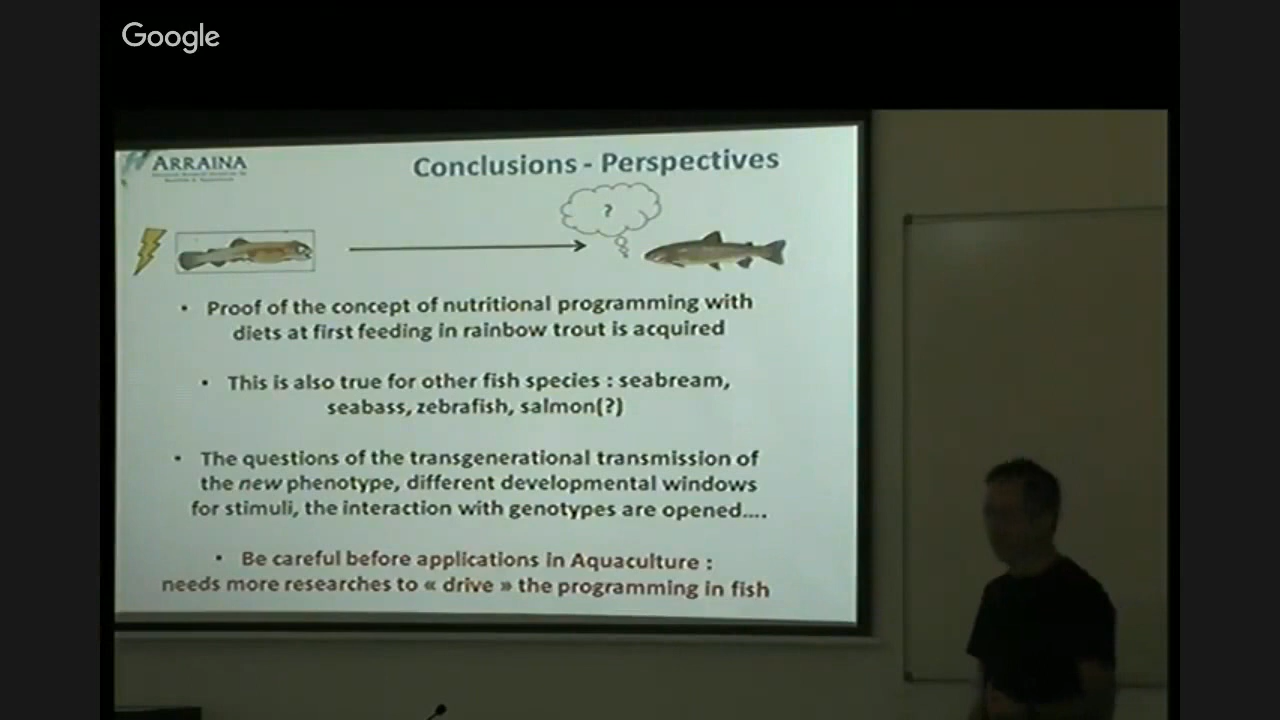 Google
ARRAINA
Conclusions - Perspectives
?
• Proof of the concept of nutritional programming with
diets at first feeding in rainbow trout is acquired
• This is also true for other fish species : seabream,
seabass, zebrafish, salmon(?)
• The questions of the transgenerational transmission of
the new phenotype, different developmental windows
for stimuli, the interaction with genotypes are opened....
• Be careful before applications in Aquaculture :
needs more researches to « drive » the programming in fish